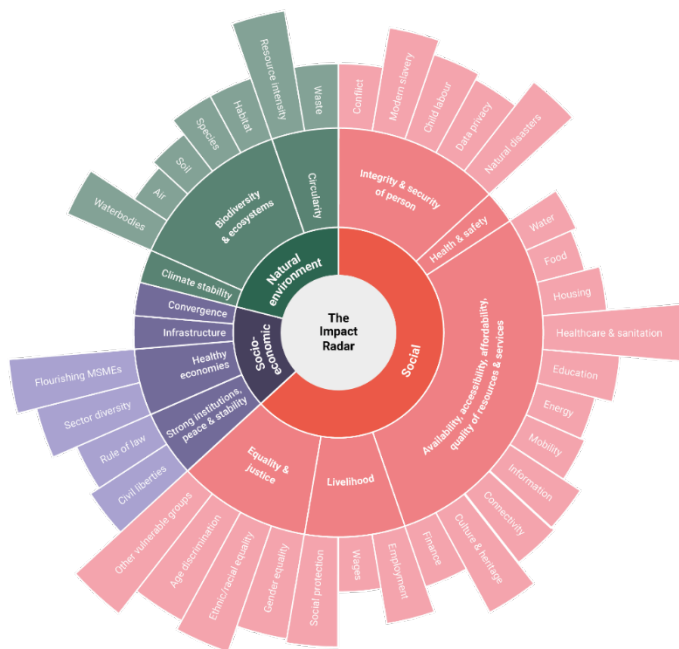 The
Impact
Radar
Social
Integrity & security
of person
Conflict
Modern slavery
Child labour
Data privacy
Natural disasters
Health & safety
Availability, accessibility, affordability,
quality of resources & services
Water
Food
Housing
Healthcare & sanitation
Education
Energy
Mobility
Information
Connectivity
Culture & heritage
Finance
Livelihood
Employment
Wages
Equality &
justice
Social protection
Gender equality
Ethnic/racial equality
Age discrimination
Other vulnerable groups
Socio-
economic
Strong institutions,
peace & stability
Civil liberties
Rule of law
Healthy
economies
Sector diversity
Flourishing MSMEs
Infrastructure
Convergence
Natural
environment
Climate stability
Biodiversity
& ecosystems
Waterbodies
Air
Soil
Species
Habitat
Circularity
Resource intensity
Waste